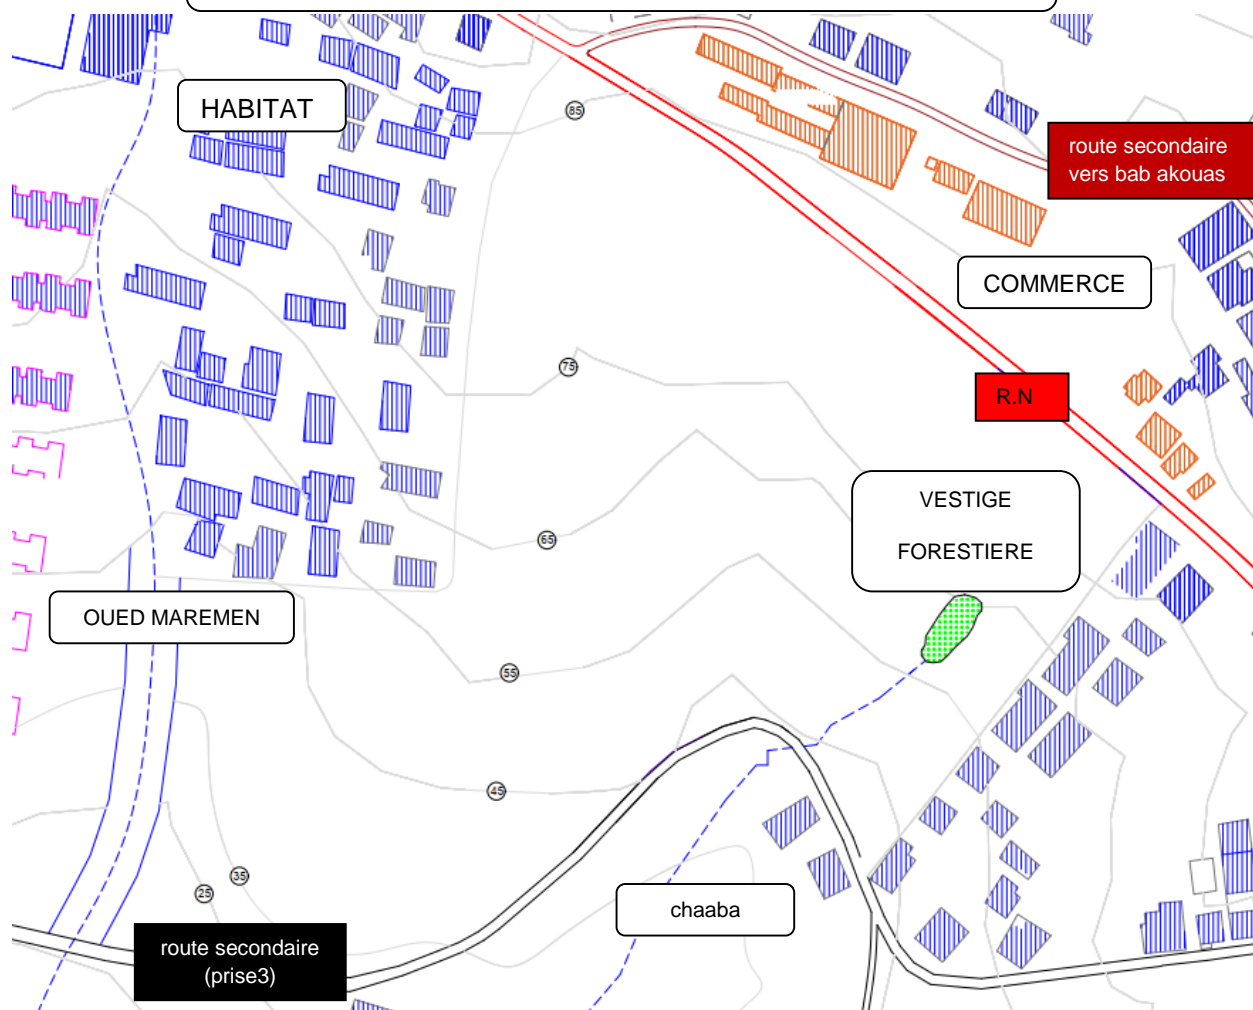 HABITAT
85
route secondaire
vers bab akouas
COMMERCE
75
R.N
VESTIGE
FORESTIERE
65
OUED MAREMEN
55
45
35
25
chaaba
route secondaire
(prise3)